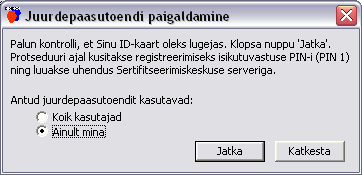 Juurdepaasutoendi paigaldamine
Palun kontrolli, et Sinu ID-kaart oleks lugejas. Klopsa nuppu 'Jatka'.
Protseduuri ajal kusitakse registreerimiseks isikutuvastuse PIN-i (PIN 1)
ning luuakse uhendus Sertifitseerimiskeskuse serveriga.
Antud juurdepaasutoendit kasutavad:
Koik kasutajad
Ainult mina
Jatka
Katkesta